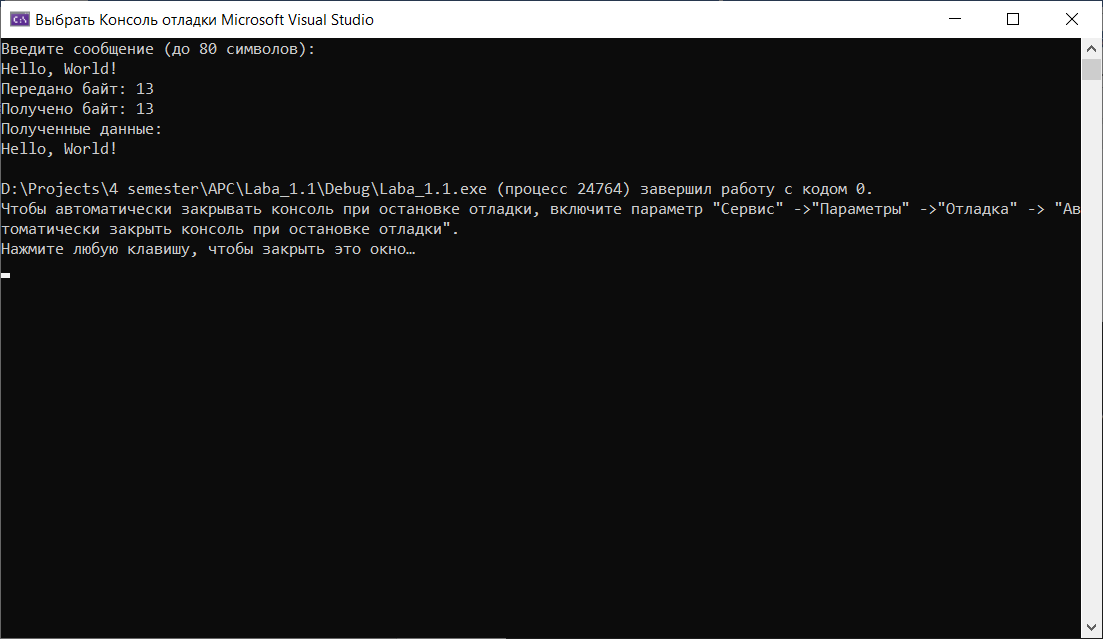 Выбрать Консоль отладки Microsoft Visual Studio
Введите сообщение (до 80 символов):
Hello, World!
Передано байт: 13
Получено байт: 13
Полученные данные:
Hello, World!
D:\Projects\4 semester\APC\Laba_1.1\Debug\Laba_1.1.exe (процесс 24764) завершил работу с кодом 0.
Чтобы автоматически закрывать консоль при остановке отладки, включите параметр "Сервис" ->"Параметры" ->"Отладка" -> "Ав
томатически закрыть консоль при остановке отладки".
Нажмите любую клавишу, чтобы закрыть это окно…